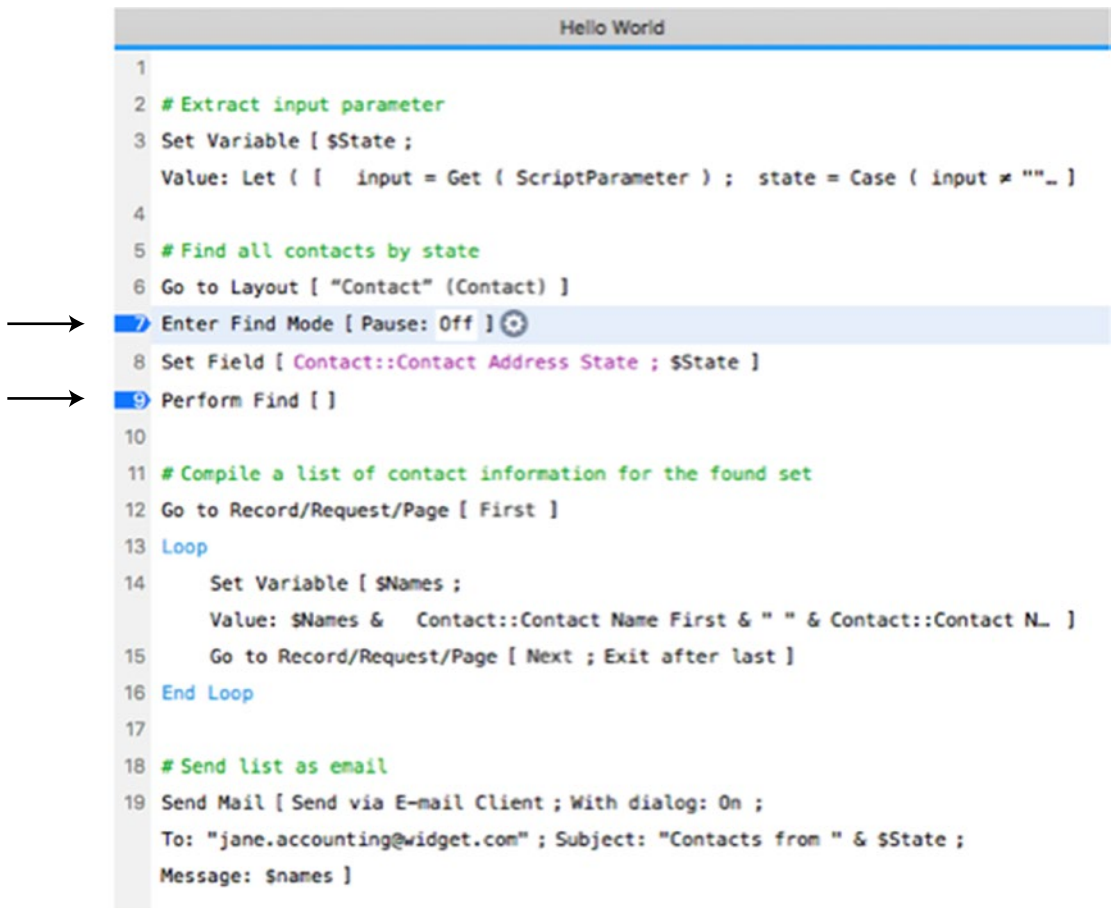 Hello World
1
2 # Extract input parameter
3 Set Variable [ $State ;
Value: Let ( [   input = Get ( ScriptParameter ) ;  state = Case ( input ≠ ""… ]
4
5 # Find all contacts by state
6 Go to Layout [ “Contact” (Contact) ]
7 Enter Find Mode [ Pause: Off ]
8 Set Field [ Contact::Contact Address State ; $State ]
9 Perform Find [ ]
10
11 # Compile a list of contact information for the found set
12 Go to Record/Request/Page [ First ]
13 Loop
14 Set Variable [ $Names ;
Value: $Names &   Contact::Contact Name First & " " & Contact::Contact N… ]
15 Go to Record/Request/Page [ Next ; Exit after last ]
16 End Loop
17
18 # Send list as email
19 Send Mail [ Send via E-mail Client ; With dialog: On ;
To: "jane.accounting@widget.com" ; Subject: "Contacts from " & $State ;
Message: $names ]